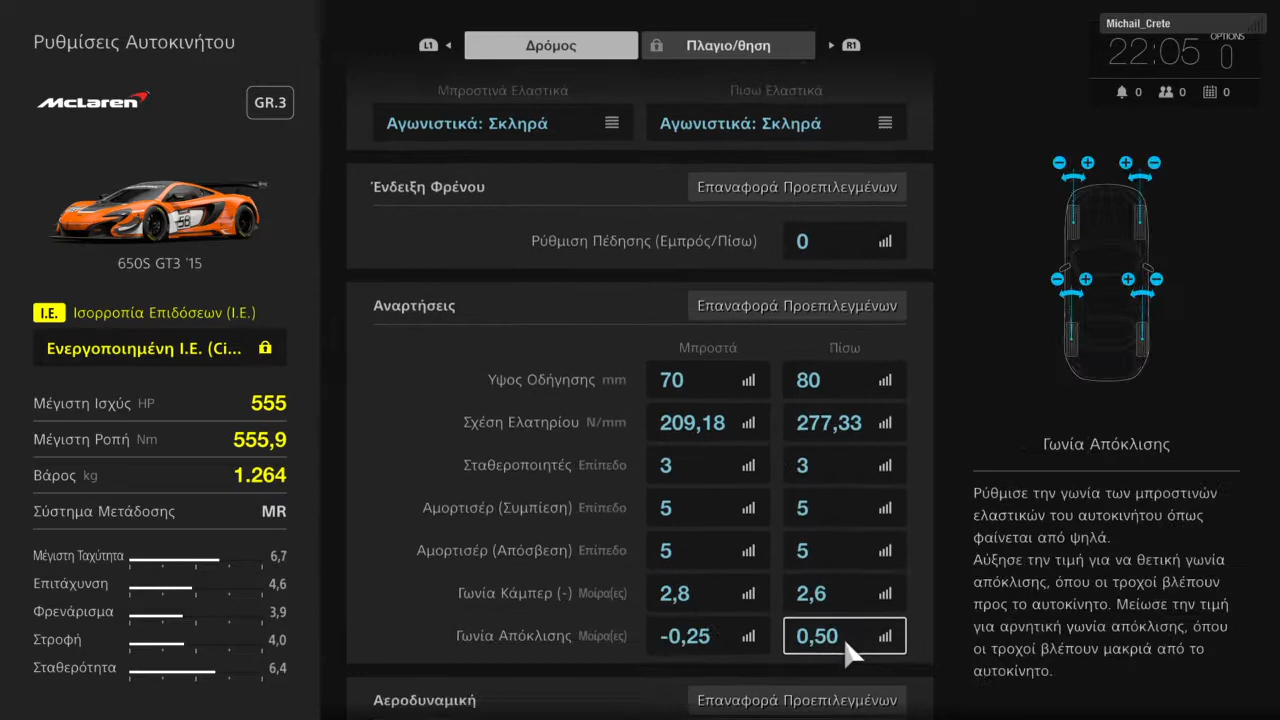 Ρυθμίσεις Αυτοκινήτου
McLaren
GR.3
58
650S GT3 '15
I.E. Ισορροπία Επιδόσεων (I.E.)
Ενεργοποιημένη I.E. (Ci...
Μέγιστη Ισχύς HP 555
Μέγιστη Ροπή Nm 555,9
Βάρος kg 1.264
Σύστημα Μετάδοσης MR
Μέγιστη Ταχύτητα 6,7
Επιτάχυνση 4,6
Φρενάρισμα 3,9
Στροφή 4,0
Σταθερότητα 6,4
L1 Δρόμος Πλαγιο/θηση R1
Μπροστινά Ελαστικά Πίσω Ελαστικά
Αγωνιστικά: Σκληρά Αγωνιστικά: Σκληρά
Ένδειξη Φρένου Επαναφορά Προεπιλεγμένων
Ρύθμιση Πέδησης (Εμπρός/Πίσω) 0
Αναρτήσεις Επαναφορά Προεπιλεγμένων
Μπροστά Πίσω
Υψος Οδήγησης mm 70 80
Σχέση Ελατηρίου N/mm 209,18 277,33
Σταθεροποιητές Επίπεδο 3 3
Αμορτισέρ (Συμπίεση) Επίπεδο 5 5
Αμορτισέρ (Απόσβεση) Επίπεδο 5 5
Γωνία Κάμπερ (-) Μοίρα(ες) 2,8 2,6
Γωνία Απόκλισης Μοίρα(ες) -0,25 0,50
Αεροδυναμική Επαναφορά Προεπιλεγμένων
Michail_Crete
22:05 OPTIONS
0 0 0
Γωνία Απόκλισης
Ρύθμισε την γωνία των μπροστινών
ελαστικών του αυτοκινήτου όπως
φαίνεται από ψηλά.
Αύξησε την τιμή για να θετική γωνία
απόκλισης, όπου οι τροχοί βλέπουν
προς το αυτοκίνητο. Μείωσε την τιμή
για αρνητική γωνία απόκλισης, όπου
οι τροχοί βλέπουν μακριά από το
αυτοκίνητο.